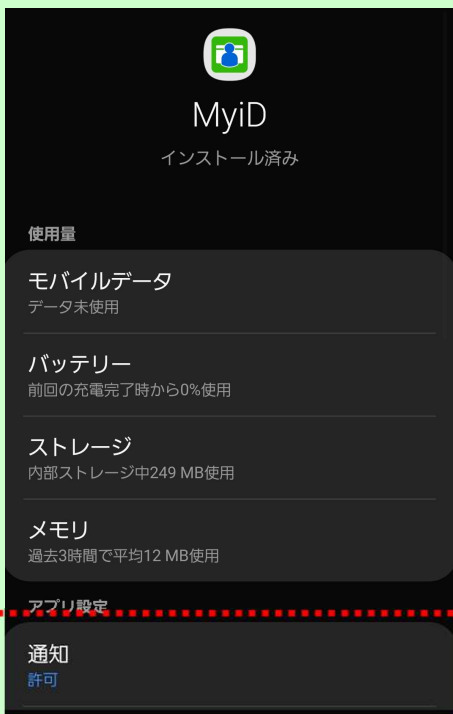 MyiD
インストール済み
使用量
モバイルデータ
データ未使用
バッテリー
前回の充電完了時から0%使用
ストレージ
内部ストレージ中249 MB使用
メモリ
過去3時間で平均12 MB使用
アプリ設定
通知
許可